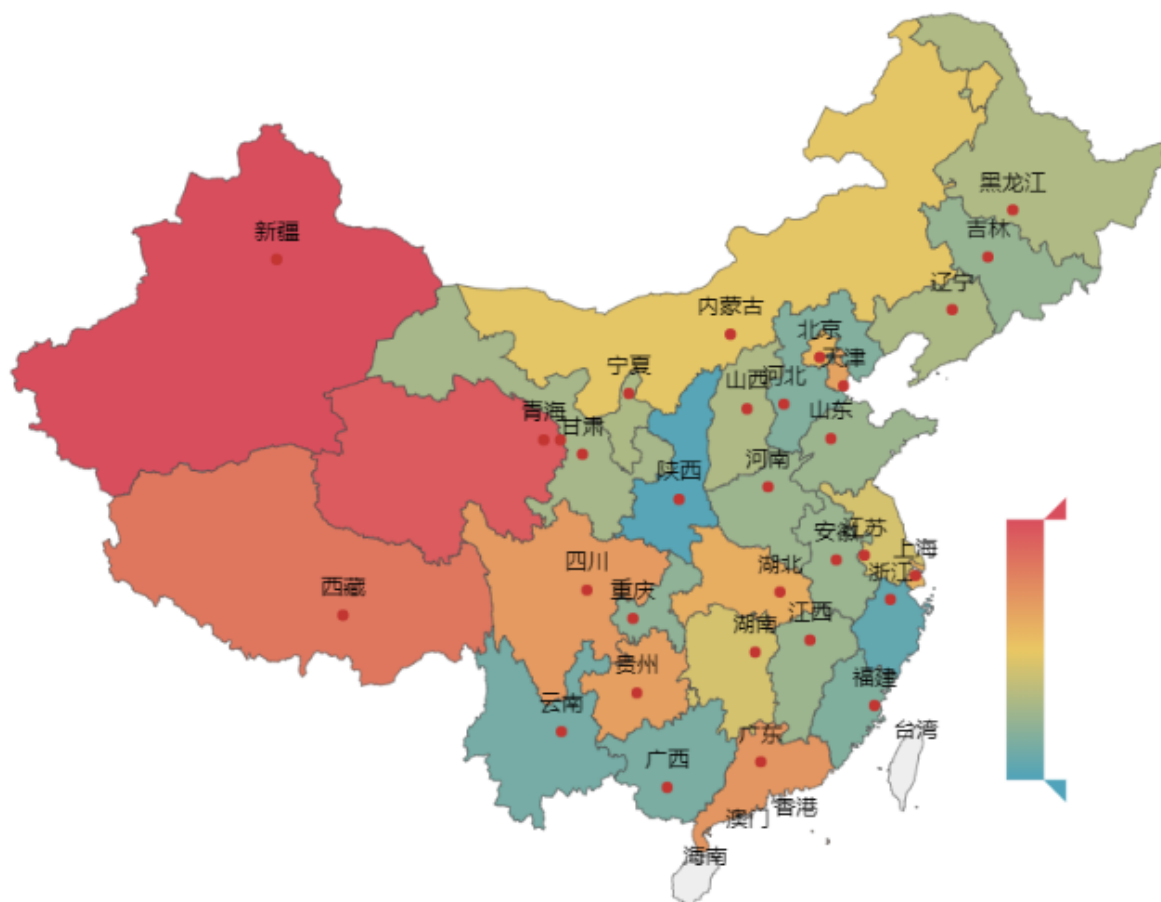 黑龙江
吉林
新疆
辽宁
内蒙古
北京
天津
宁夏
山西
河北
青海
甘肃
山东
河南
陕西
安徽
江苏
上海
四川
湖北
浙江
重庆
西藏
江西
湖南
贵州
福建
云南
广东
台湾
广西
香港
澳门
海南